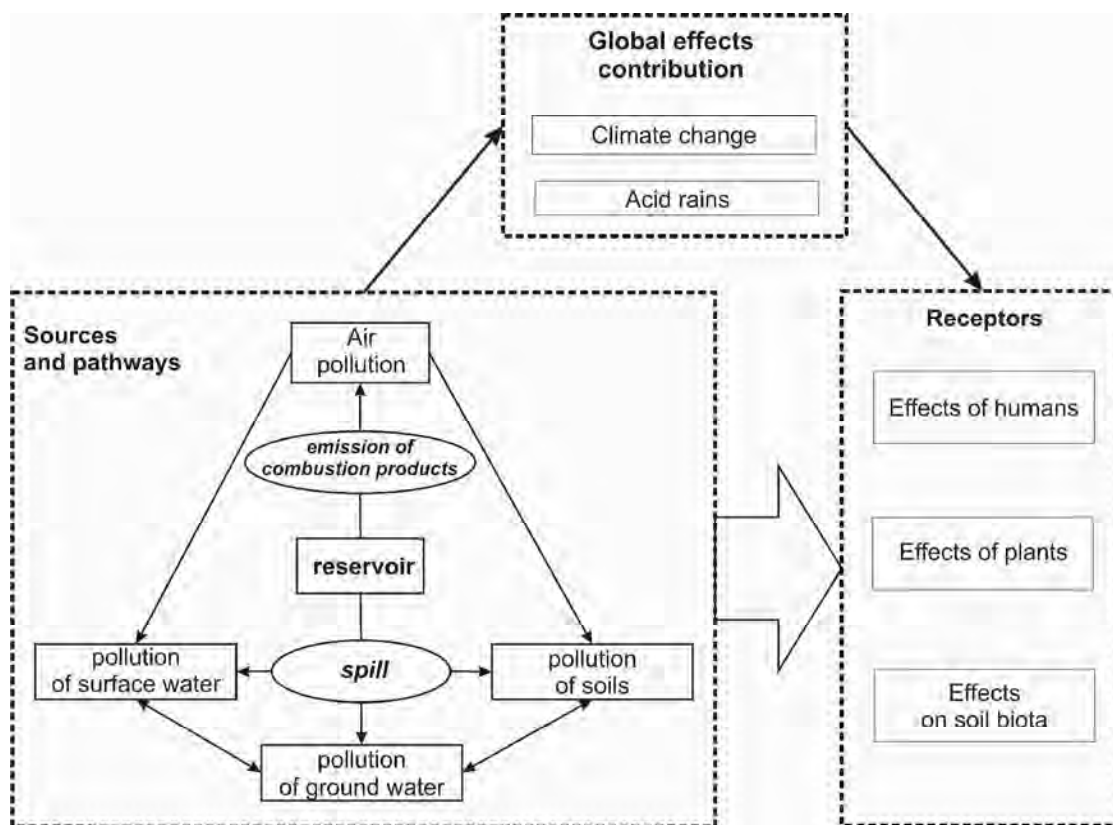 Global effects
contribution
Climate change
Acid rains
Sources
and pathways
Air
pollution
emission of
combustion products
reservoir
spill
pollution
of surface water
pollution
of soils
pollution
of ground water
Receptors
Effects of humans
Effects of plants
Effects
on soil biota